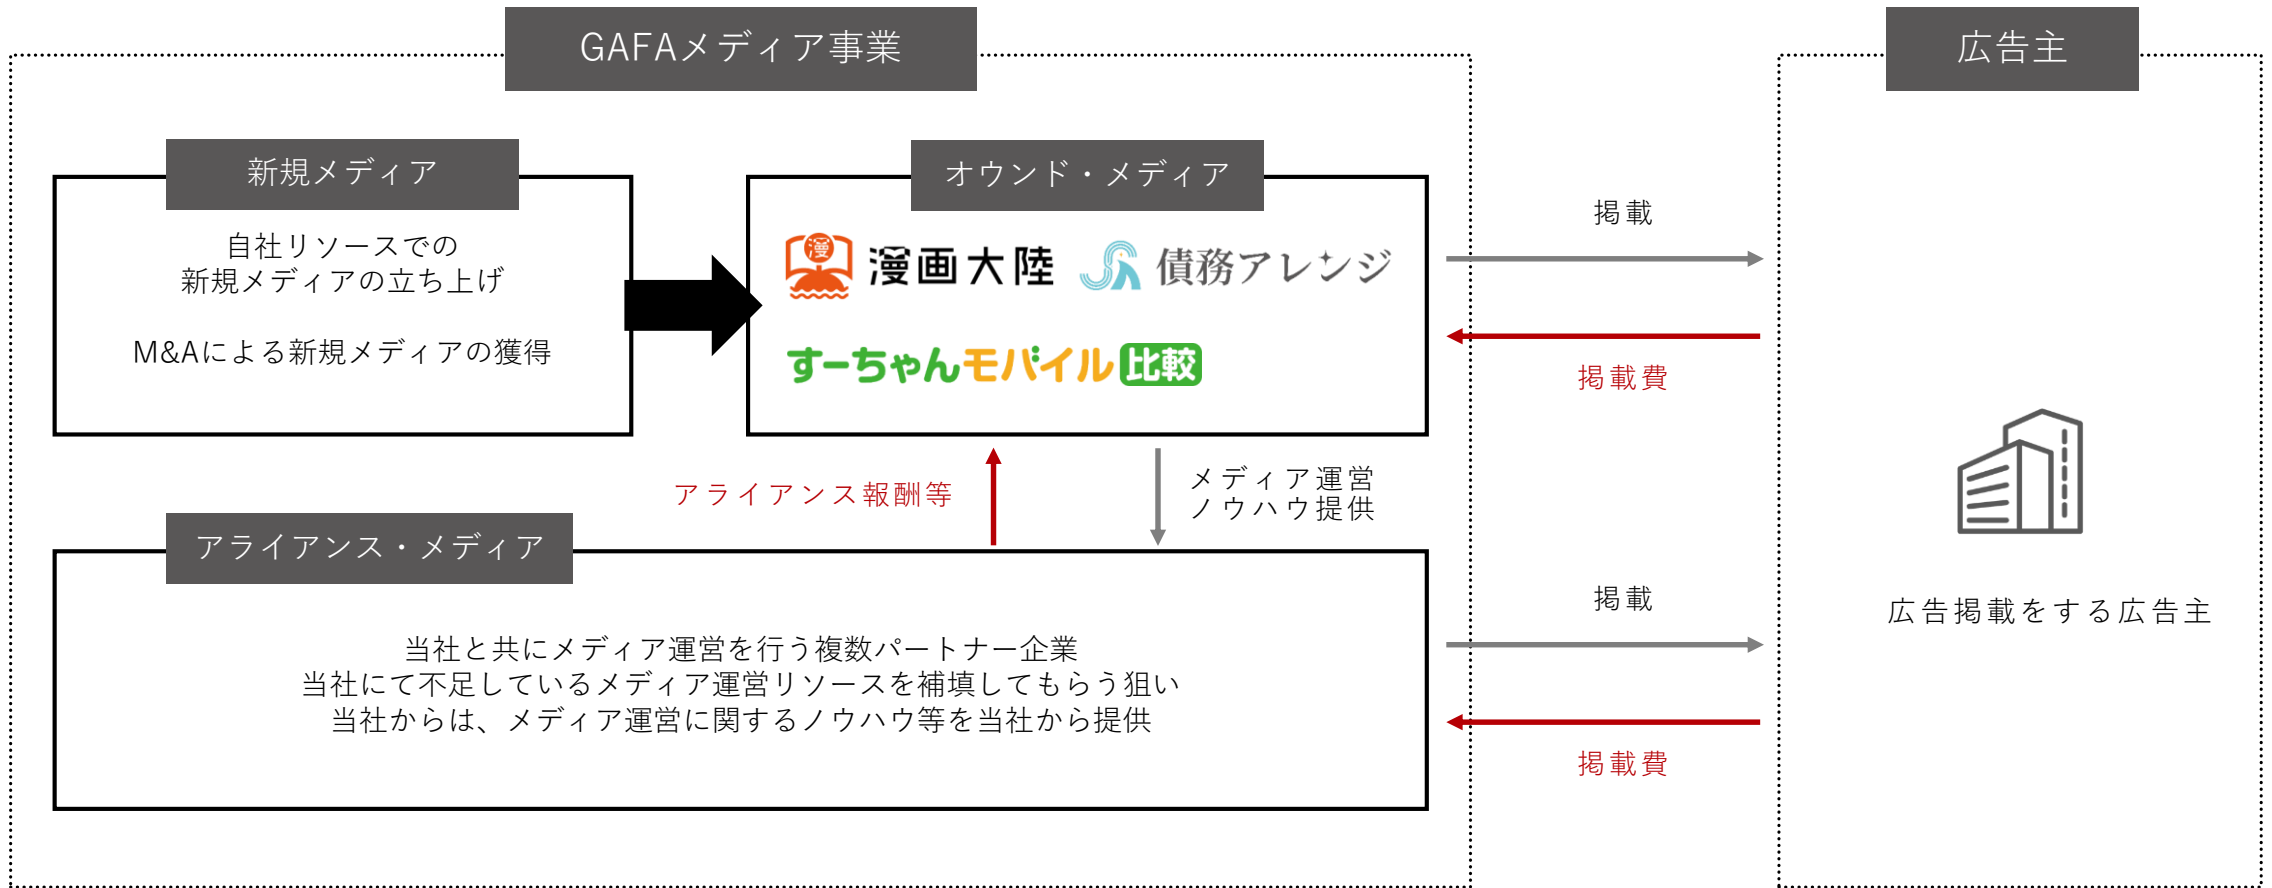 GAFAメディア事業
広告主
新規メディア
自社リソースでの
新規メディアの立ち上げ
M&Aによる新規メディアの獲得
オウンド・メディア
漫
漫画大陸
債務アレンジ
すーちゃんモバイル比較
掲載
掲載費
アライアンス報酬等
メディア運営
ノウハウ提供
アライアンス・メディア
当社と共にメディア運営を行う複数パートナー企業
当社にて不足しているメディア運営リソースを補填してもらう狙い
当社からは、メディア運営に関するノウハウ等を当社から提供
掲載
掲載費
広告掲載をする広告主